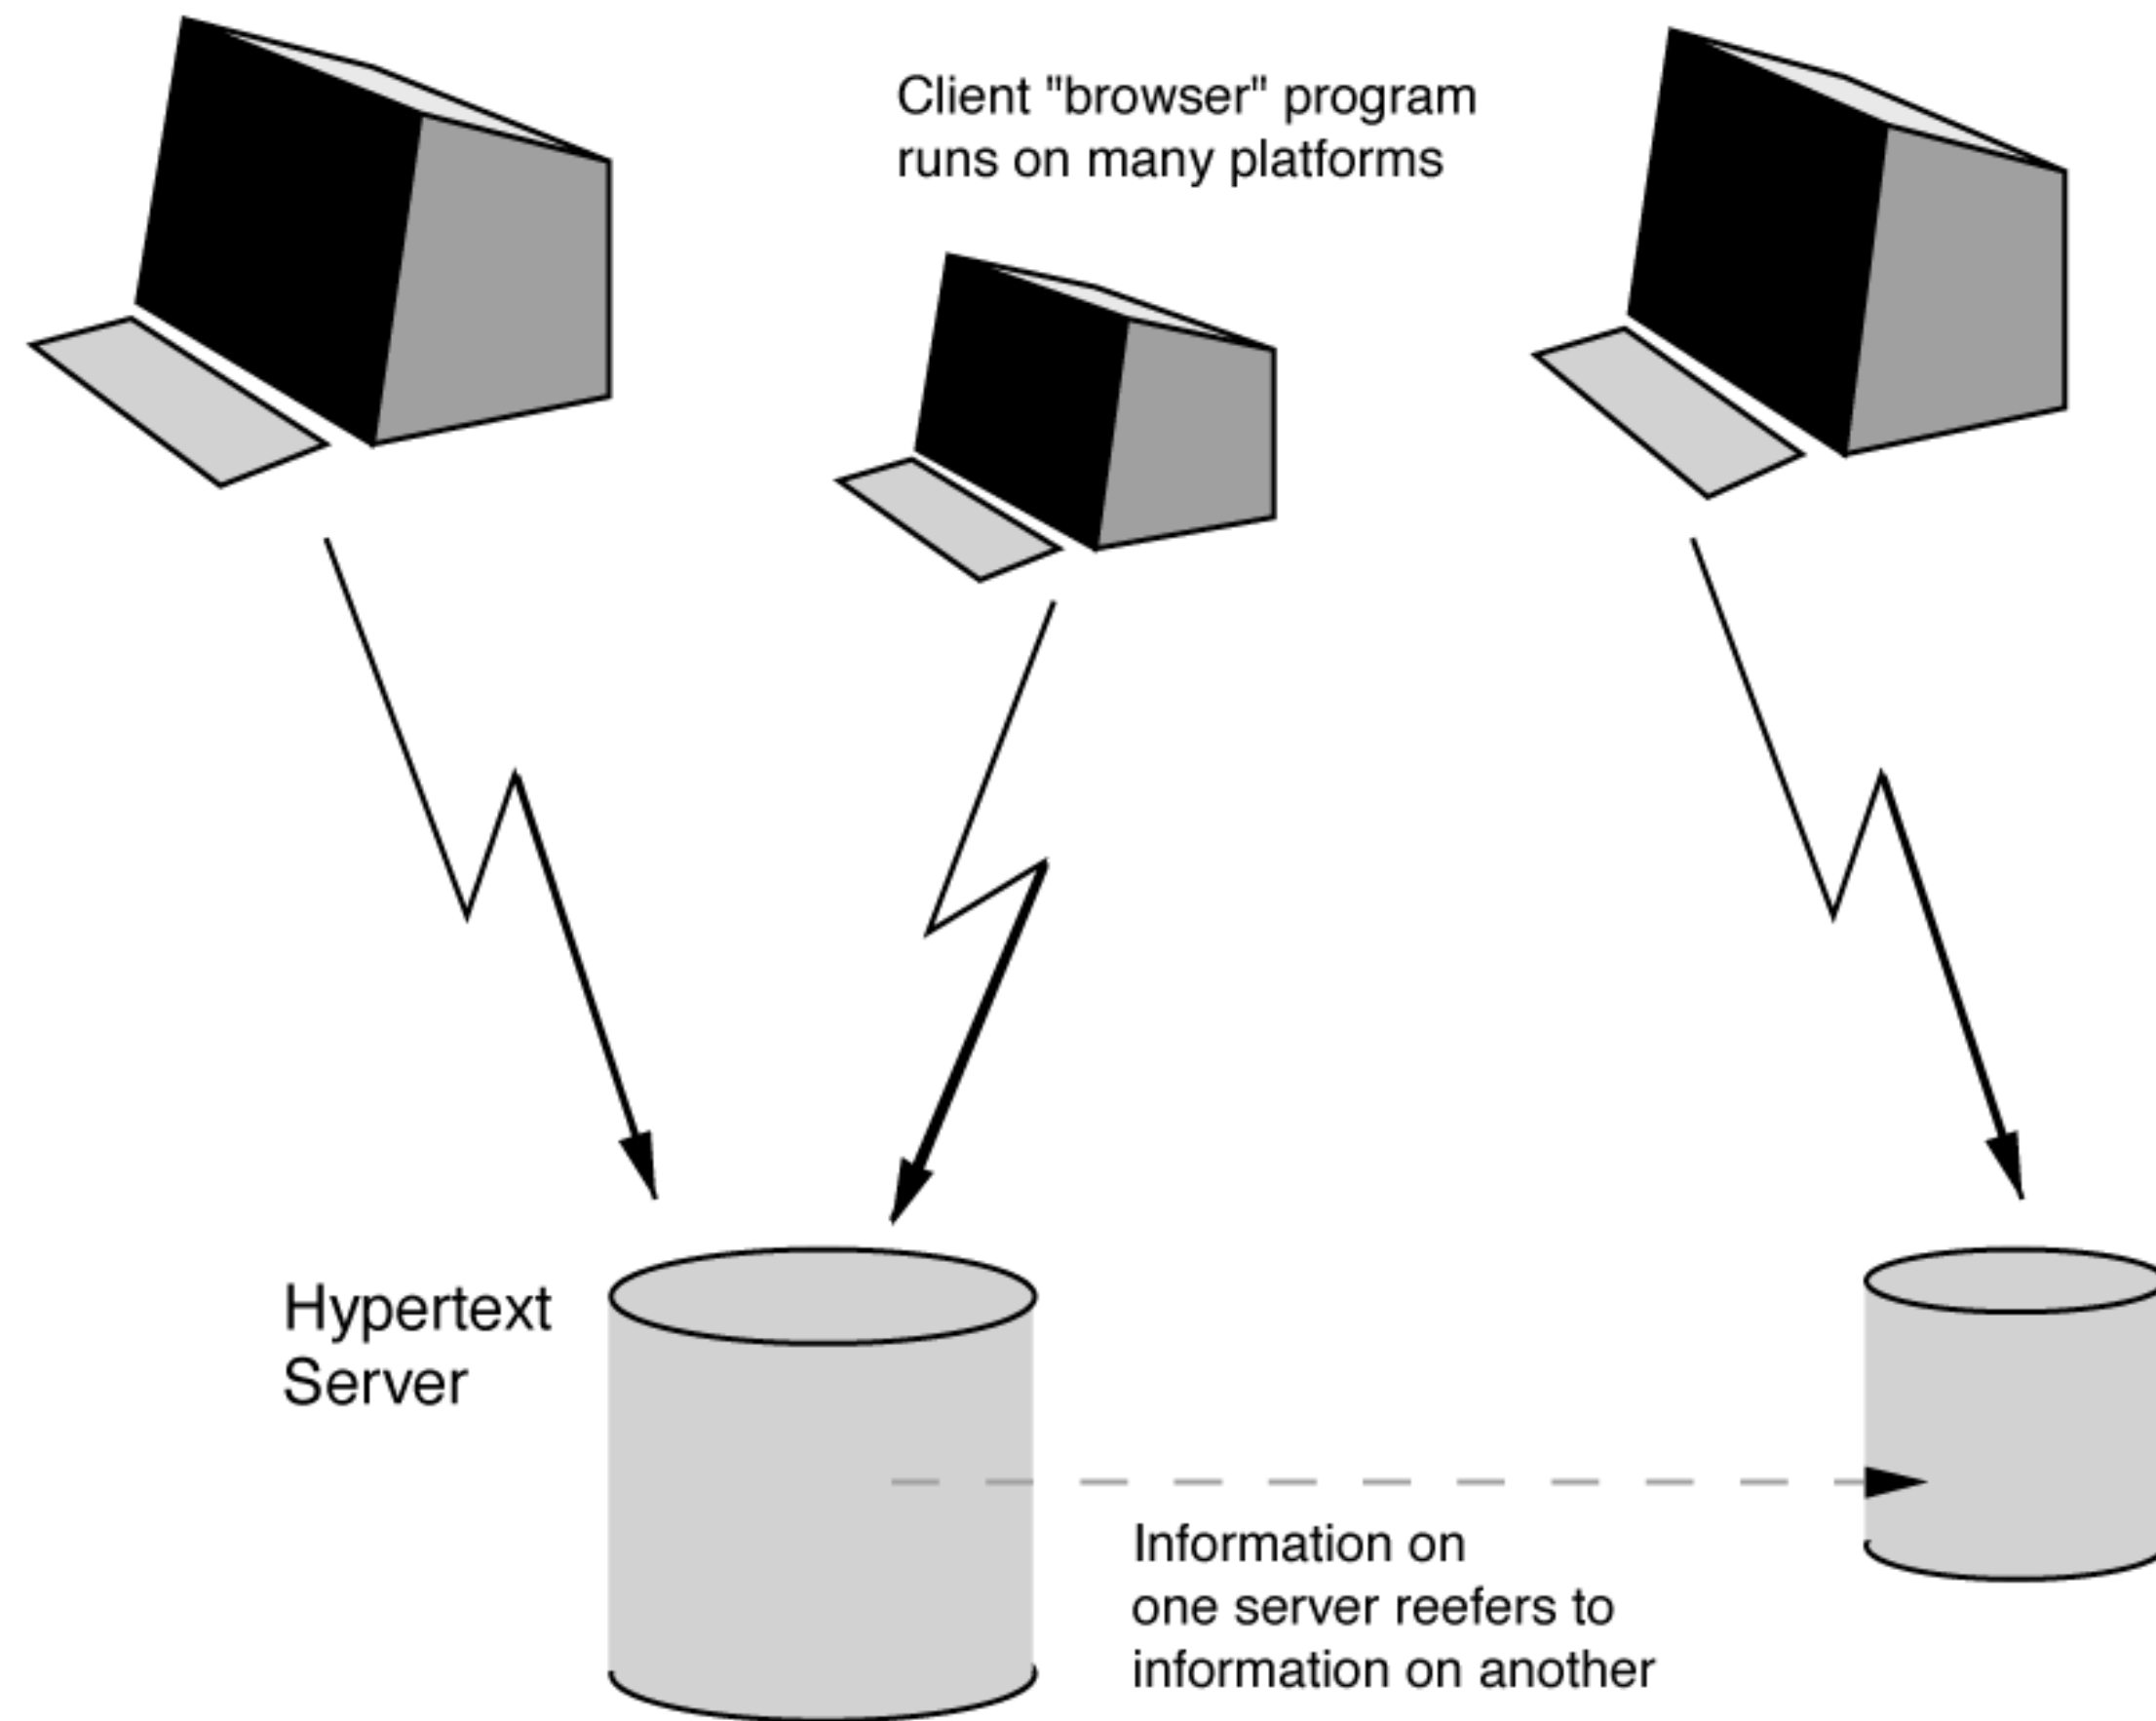 Client "browser" program
runs on many platforms
Hypertext
Server
Information on
one server reefers to
information on another